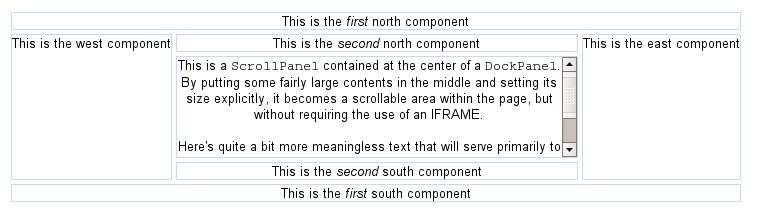 This is the first north component
This is the west component
This is the second north component
This is the east component
This is a ScrollPanel contained at the center of a DockPanel.
By putting some fairly large contents in the middle and setting its
size explicitly, it becomes a scrollable area within the page, but
without requiring the use of an IFRAME.
Here's quite a bit more meaningless text that will serve primarily to
This is the second south component
This is the first south component